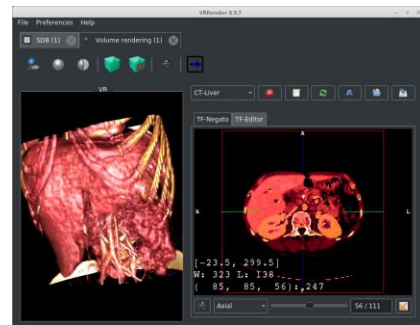 VRRender 0.9.7
File Preferences Help
SDB (1) * Volume rendering (1)
VR
CT-Liver
TF-Negato TF-Editor
A
R L
[-23.5, 299.5]
W: 323 L: 138
( 85, 85, 56):,247
Axial 56 / 111